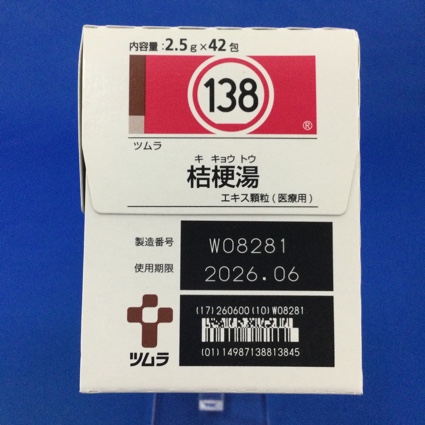 内容量：2.5g×42包
138
®
ツムラ
キ キョウ トウ
桔梗湯
エキス顆粒(医療用)
製造番号 W08281
使用期限 2026.06
(17)260600(10)W08281
(01)14987138813845
ツムラ